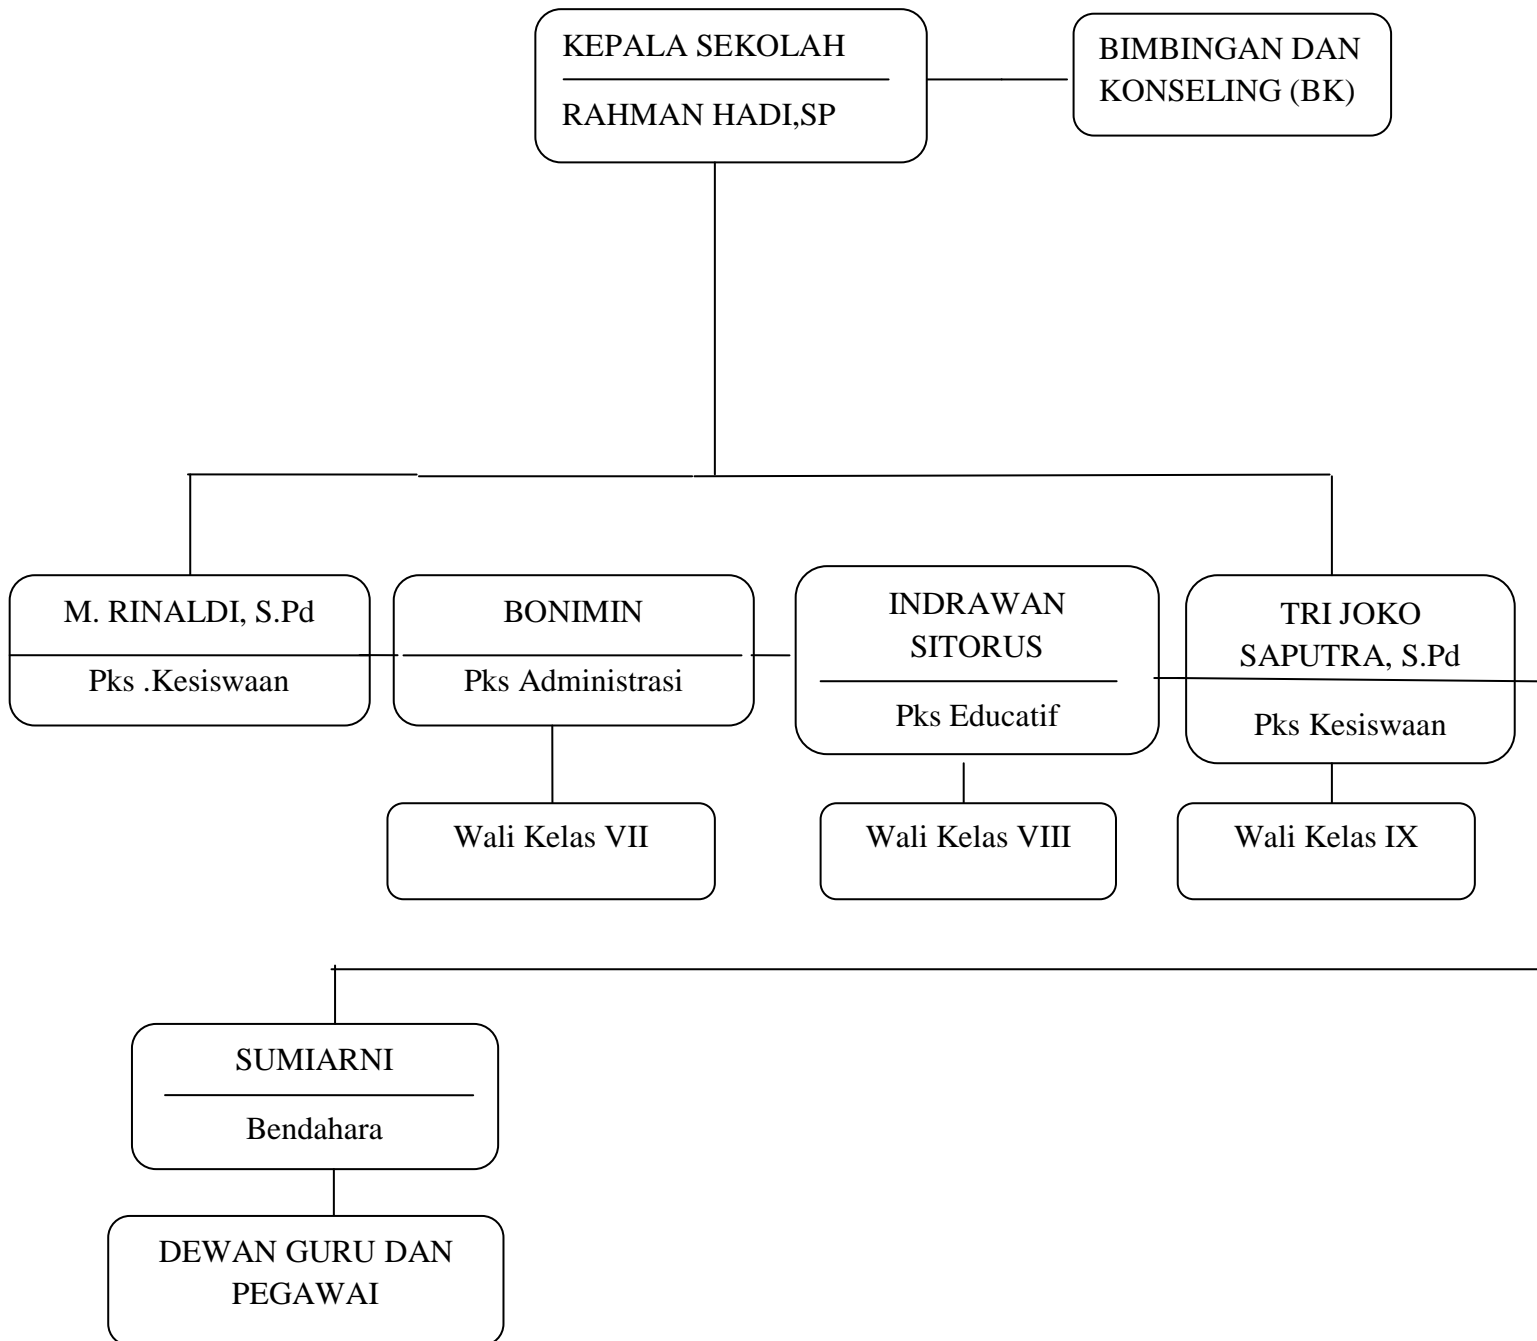 KEPALA SEKOLAH
RAHMAN HADI,SP
BIMBINGAN DAN
KONSELING (BK)
M. RINALDI, S.Pd
Pks .Kesiswaan
BONIMIN
Pks Administrasi
INDRAWAN
SITORUS
Pks Educatif
TRI JOKO
SAPUTRA, S.Pd
Pks Kesiswaan
Wali Kelas VII
Wali Kelas VIII
Wali Kelas IX
SUMIARNI
Bendahara
DEWAN GURU DAN
PEGAWAI